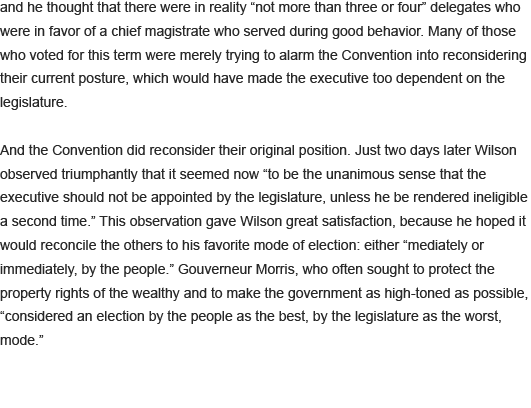 and he thought that there were in reality “not more than three or four” delegates who
were in favor of a chief magistrate who served during good behavior. Many of those
who voted for this term were merely trying to alarm the Convention into reconsidering
their current posture, which would have made the executive too dependent on the
legislature.
And the Convention did reconsider their original position. Just two days later Wilson
observed triumphantly that it seemed now “to be the unanimous sense that the
executive should not be appointed by the legislature, unless he be rendered ineligible
a second time.” This observation gave Wilson great satisfaction, because he hoped it
would reconcile the others to his favorite mode of election: either “mediately or
immediately, by the people.” Gouverneur Morris, who often sought to protect the
property rights of the wealthy and to make the government as high-toned as possible,
“considered an election by the people as the best, by the legislature as the worst,
mode.”